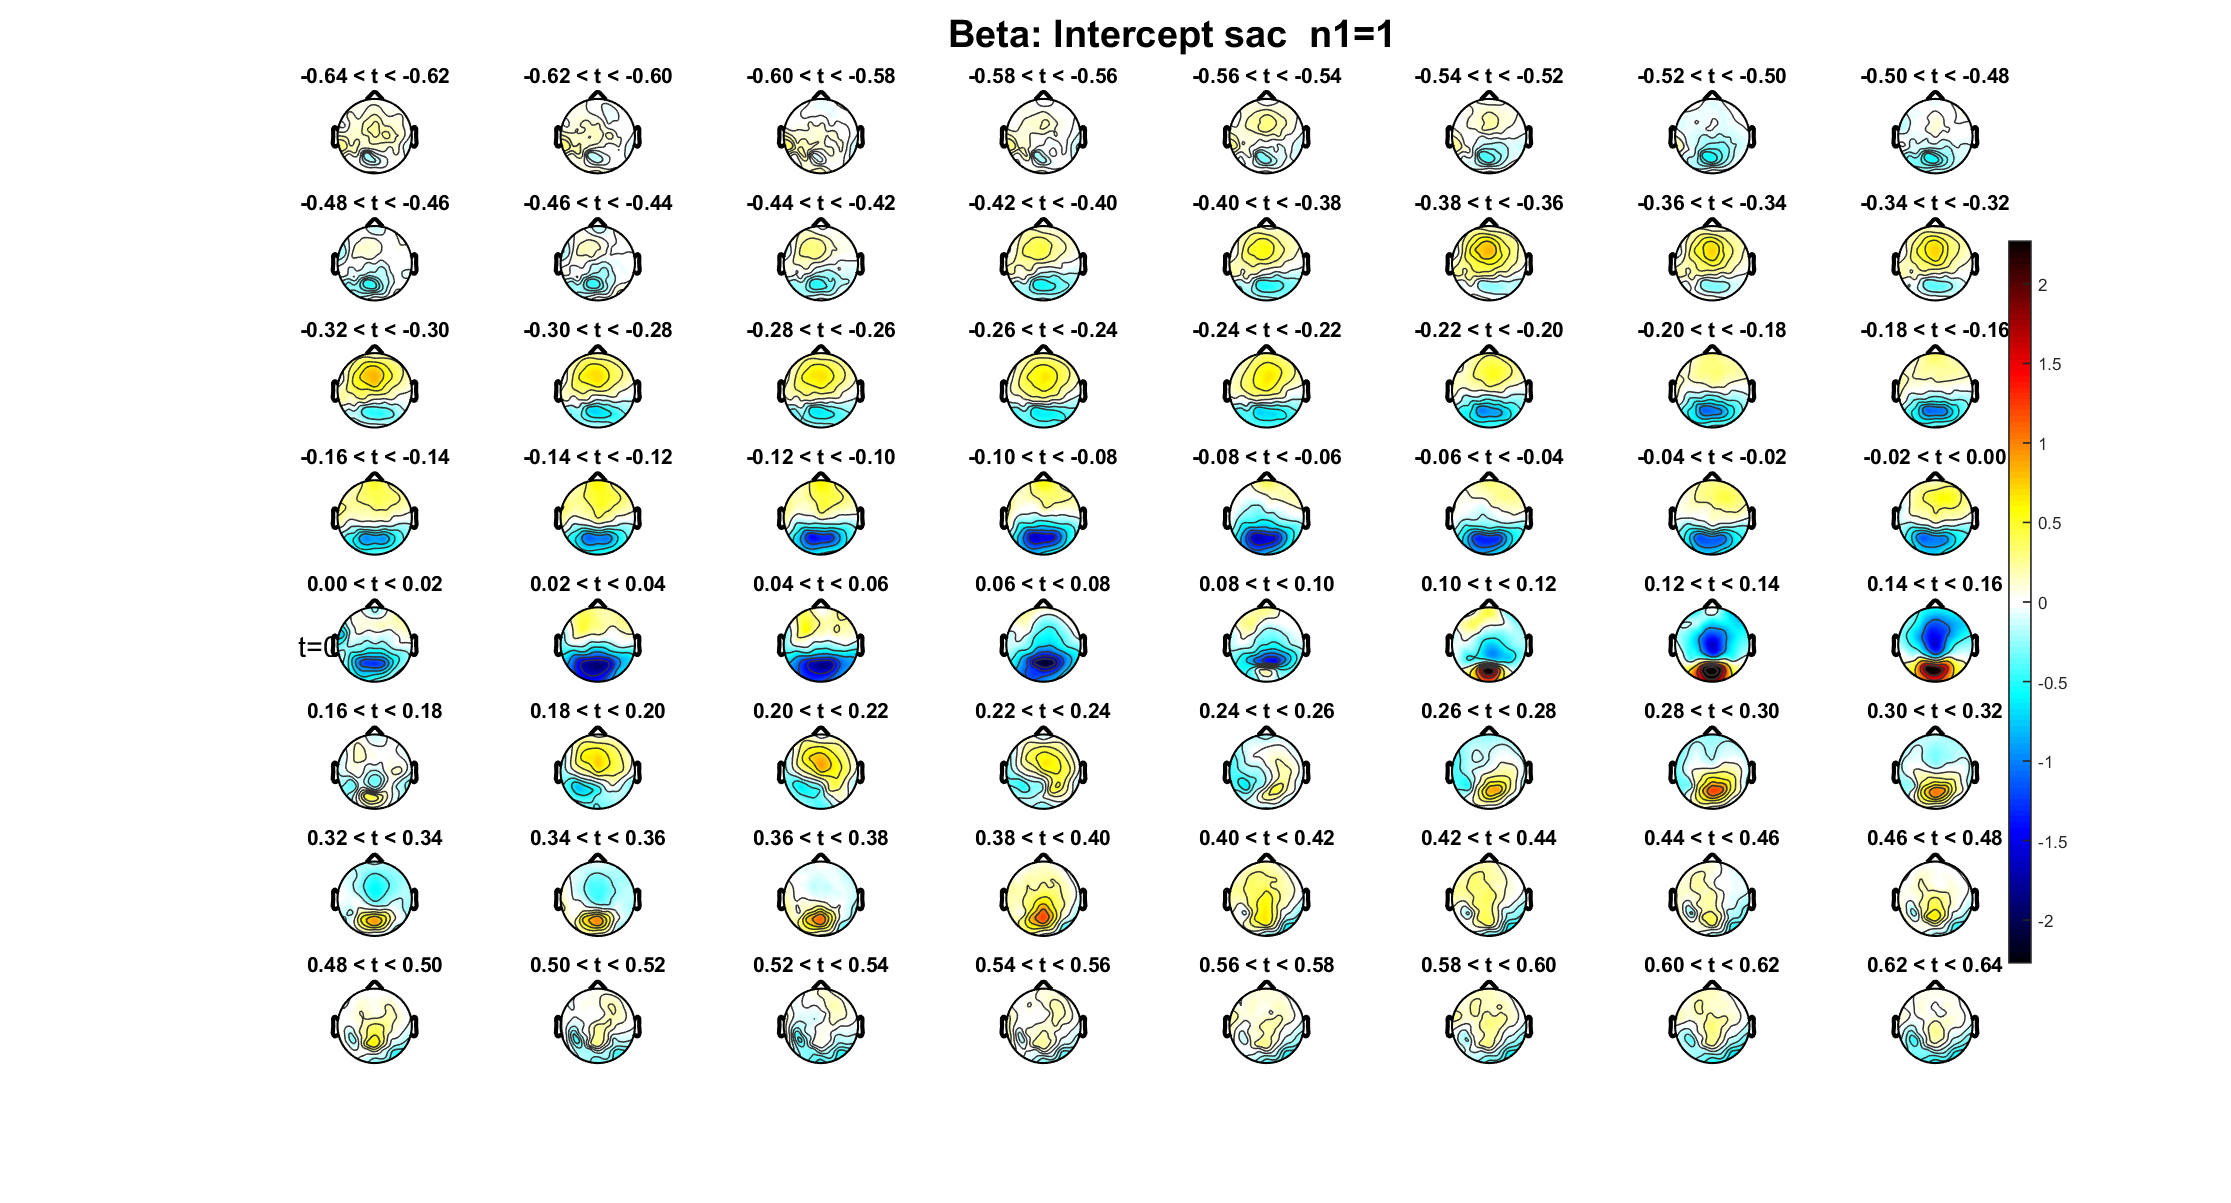 Beta: Intercept sac  n1=1
-0.64 < t < -0.62 -0.62 < t < -0.60 -0.60 < t < -0.58 -0.58 < t < -0.56 -0.56 < t < -0.54 -0.54 < t < -0.52 -0.52 < t < -0.50 -0.50 < t < -0.48
-0.48 < t < -0.46 -0.46 < t < -0.44 -0.44 < t < -0.42 -0.42 < t < -0.40 -0.40 < t < -0.38 -0.38 < t < -0.36 -0.36 < t < -0.34 -0.34 < t < -0.32
-0.32 < t < -0.30 -0.30 < t < -0.28 -0.28 < t < -0.26 -0.26 < t < -0.24 -0.24 < t < -0.22 -0.22 < t < -0.20 -0.20 < t < -0.18 -0.18 < t < -0.16
-0.16 < t < -0.14 -0.14 < t < -0.12 -0.12 < t < -0.10 -0.10 < t < -0.08 -0.08 < t < -0.06 -0.06 < t < -0.04 -0.04 < t < -0.02 -0.02 < t < 0.00
0.00 < t < 0.02 0.02 < t < 0.04 0.04 < t < 0.06 0.06 < t < 0.08 0.08 < t < 0.10 0.10 < t < 0.12 0.12 < t < 0.14 0.14 < t < 0.16
t=0
0.16 < t < 0.18 0.18 < t < 0.20 0.20 < t < 0.22 0.22 < t < 0.24 0.24 < t < 0.26 0.26 < t < 0.28 0.28 < t < 0.30 0.30 < t < 0.32
0.32 < t < 0.34 0.34 < t < 0.36 0.36 < t < 0.38 0.38 < t < 0.40 0.40 < t < 0.42 0.42 < t < 0.44 0.44 < t < 0.46 0.46 < t < 0.48
0.48 < t < 0.50 0.50 < t < 0.52 0.52 < t < 0.54 0.54 < t < 0.56 0.56 < t < 0.58 0.58 < t < 0.60 0.60 < t < 0.62 0.62 < t < 0.64
2
1.5
1
0.5
0
-0.5
-1
-1.5
-2